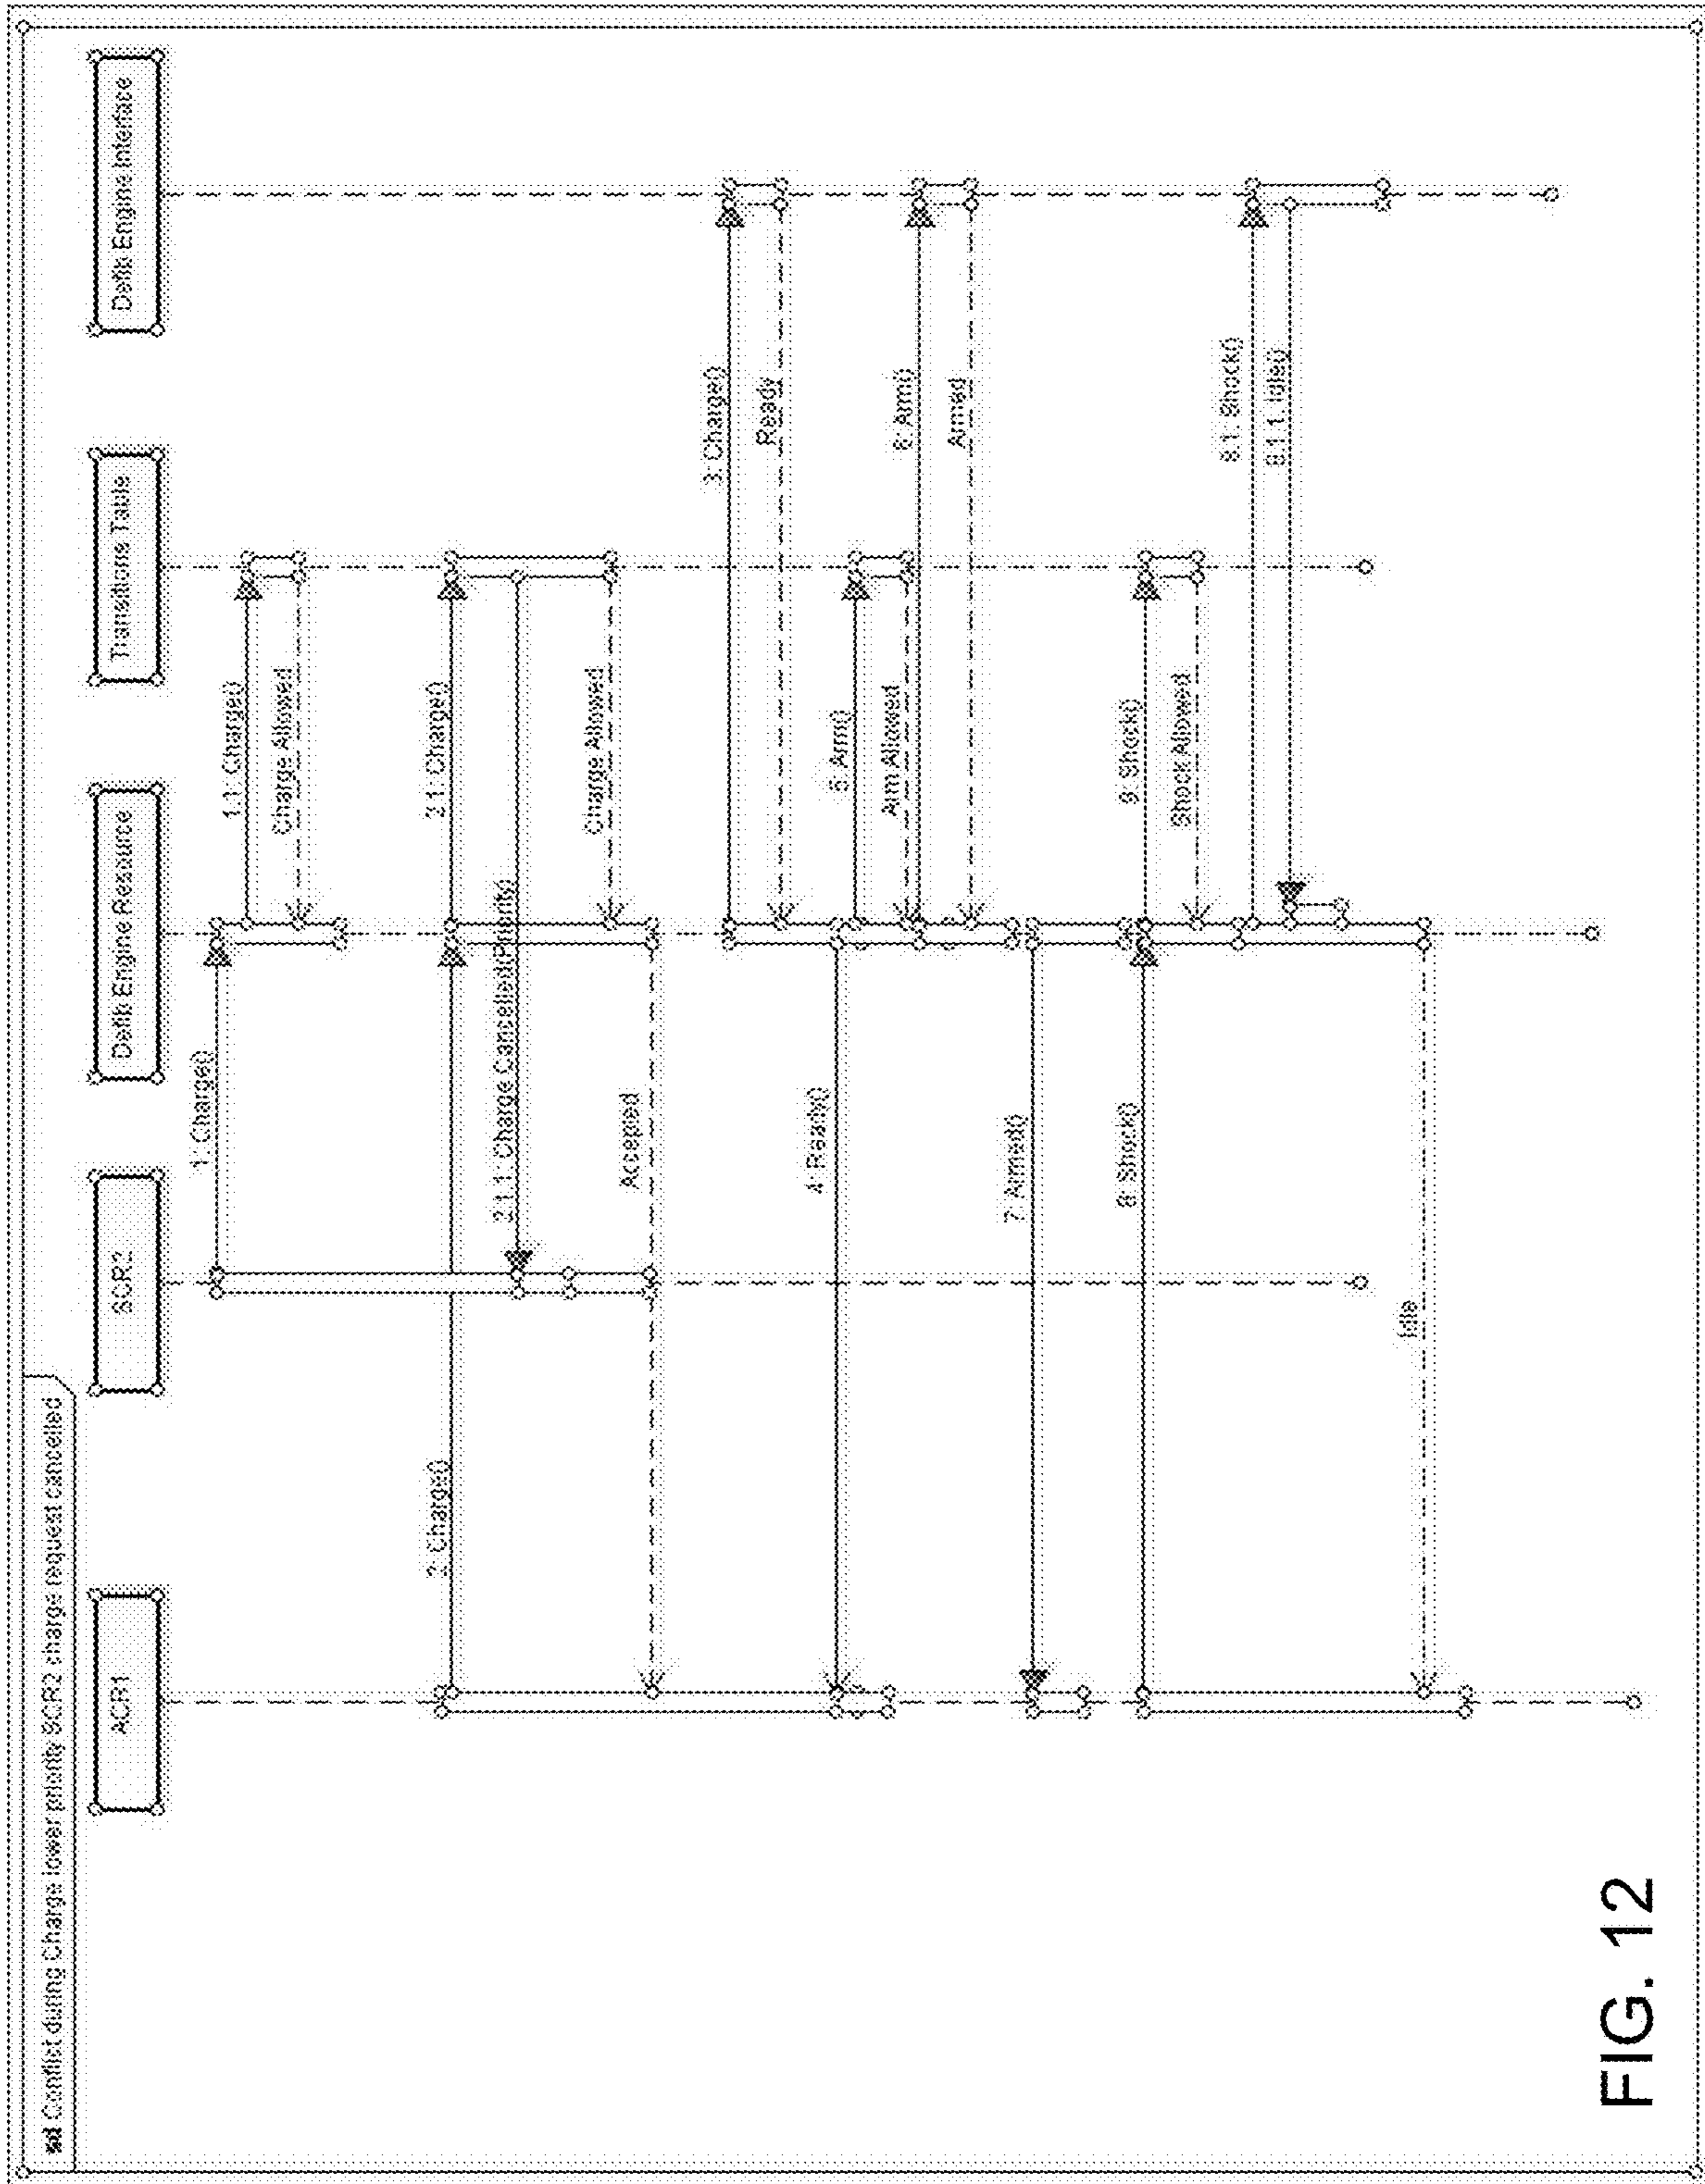 sd Conflict during Charge lower priority SCR2 charge request cancelled
ACR1
SCR2
Defib Engine Resource
Transitions Table
Defib Engine Interface
1: Charge()
1.1: Charge()
Charge Allowed
2: Charge()
2.1: Charge()
2.1.1: Charge Cancelled(Priority)
Charge Allowed
Accepted
3: Charge()
Ready
4: Ready()
5: Arm()
Arm Allowed
6: Arm()
Armed
7: Armed()
8: Shock()
9: Shock()
Shock Allowed
8.1: Shock()
8.1.1: Idle()
Idle
FIG. 12